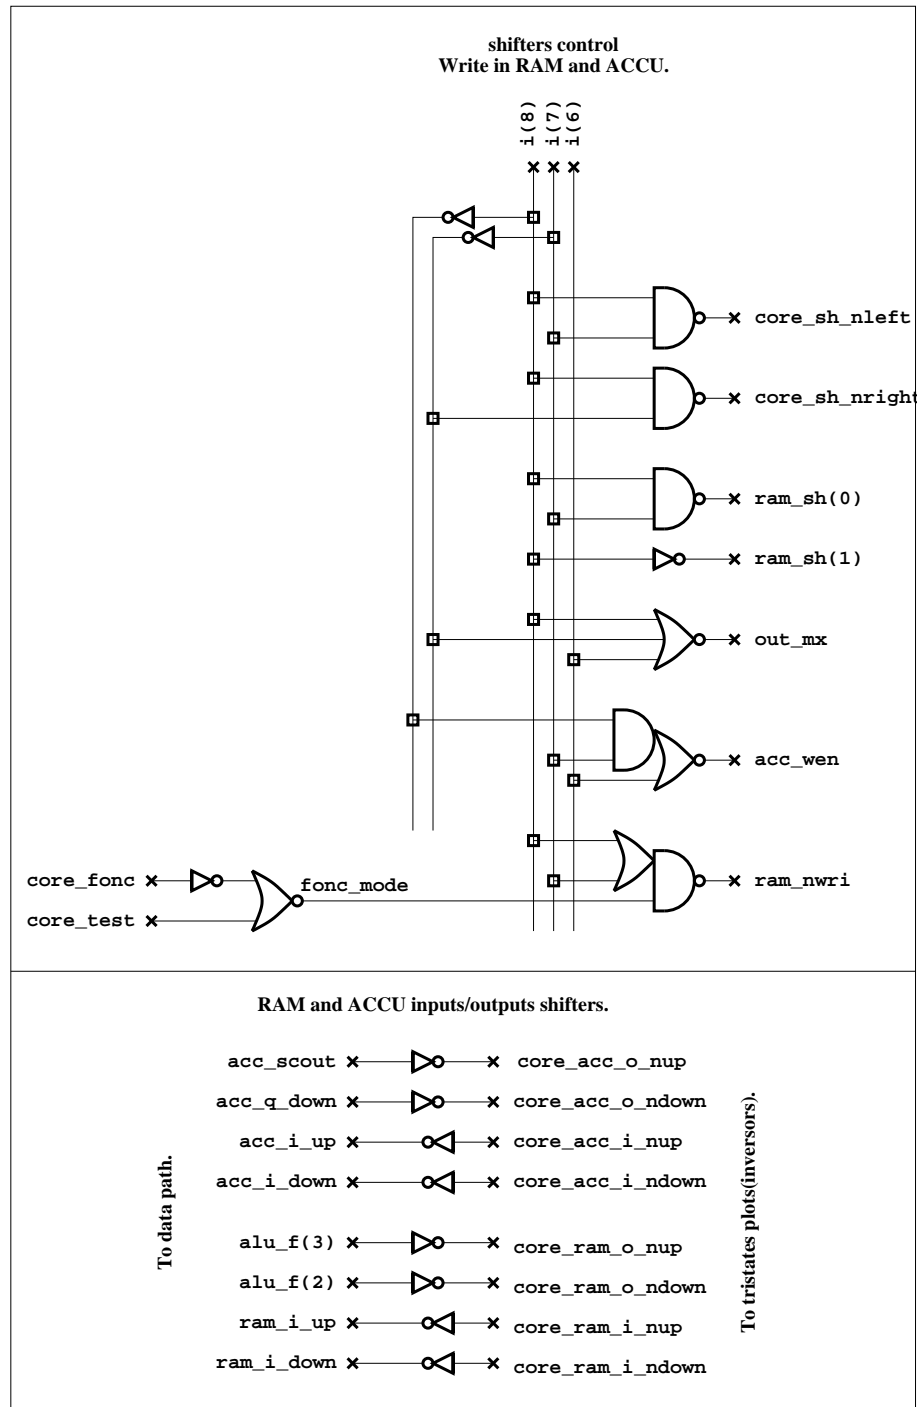 shifters control
Write in RAM and ACCU.
i(8)
i(7)
i(6)
core_sh_nleft
core_sh_nright
ram_sh(0)
ram_sh(1)
out_mx
acc_wen
core_fonc
fonc_mode
ram_nwri
core_test
RAM and ACCU inputs/outputs shifters.
acc_scout core_acc_o_nup
acc_q_down core_acc_o_ndown
acc_i_up core_acc_i_nup
acc_i_down core_acc_i_ndown
alu_f(3) core_ram_o_nup
alu_f(2) core_ram_o_ndown
ram_i_up core_ram_i_nup
ram_i_down core_ram_i_ndown
To data path.
To tristates plots(inversors).